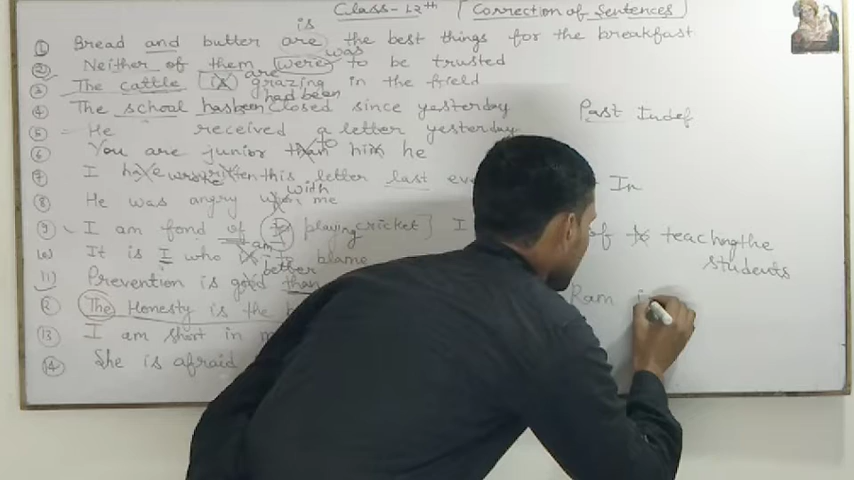 Class-12th [Correction of Sentences]
is
① Bread and butter are the best things for the breakfast
was
② Neither of them were to be trusted
are
③ The cattle is grazing in the field
had been
④ The school has been closed since yesterday
Past Indef
⑤ He received a letter yesterday
to
⑥ You are junior than him he
⑦ I have written this letter last
wrote
In
with
⑧ He was angry me
⑨ I am fond of to [playing cricket] I
of to teaching the
students
am
⑩ It is I who is blame
better
⑪ Prevention is good than
Ram
The Honesty is the
⑬ I am short in
⑭ She is afraid